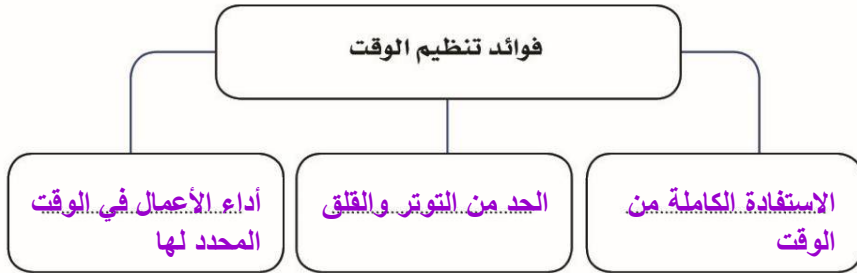 فوائد تنظيم الوقت
الاستفادة الكاملة من
الوقت
الحد من التوتر والقلق
أداء الأعمال في الوقت
المحدد لها